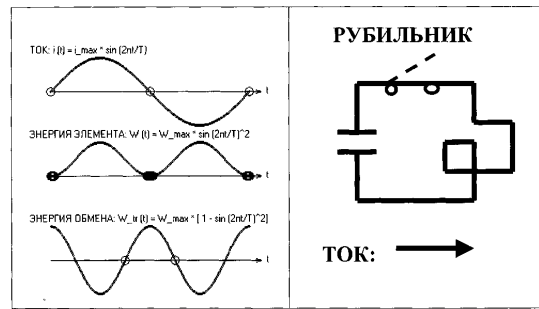 ТОК: i (t) = i_max * sin (2πt/T)
t
ЭНЕРГИЯ ЭЛЕМЕНТА: W (t) = W_max * sin (2πt/T)^2
t
ЭНЕРГИЯ ОБМЕНА: W_tr (t) = W_max * [ 1 - sin (2πt/T)^2]
t
РУБИЛЬНИК
ТОК: